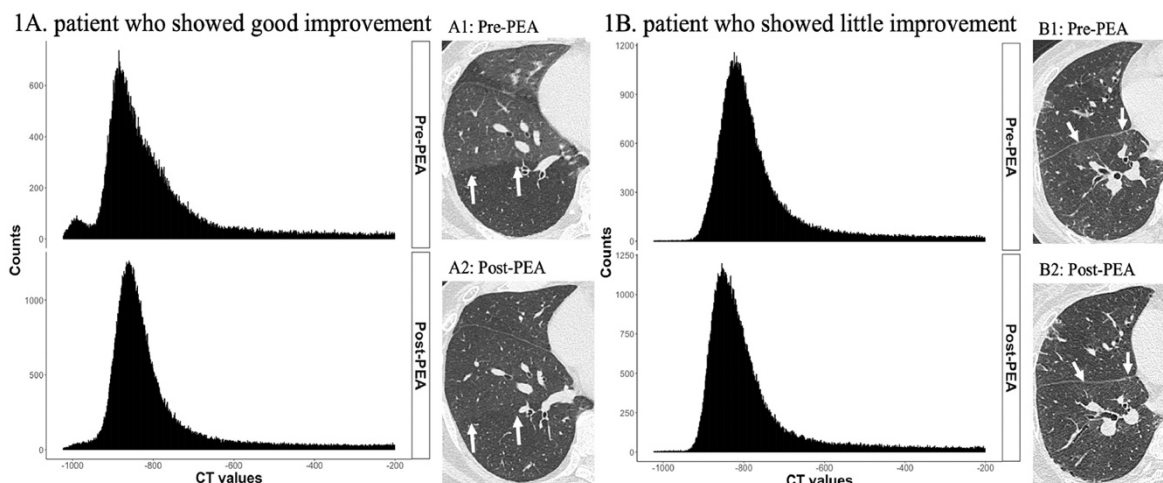 1A. patient who showed good improvement
A1: Pre-PEA
Counts
600
400
200
0
Pre-PEA
A2: Post-PEA
1000
500
0
Post-PEA
-1000
-800
-600
-400
-200
CT values
1B. patient who showed little improvement
B1: Pre-PEA
1200
900
600
300
0
Pre-PEA
B2: Post-PEA
1250
1000
750
500
250
0
Post-PEA
-1000
-800
-600
-400
-200
CT values